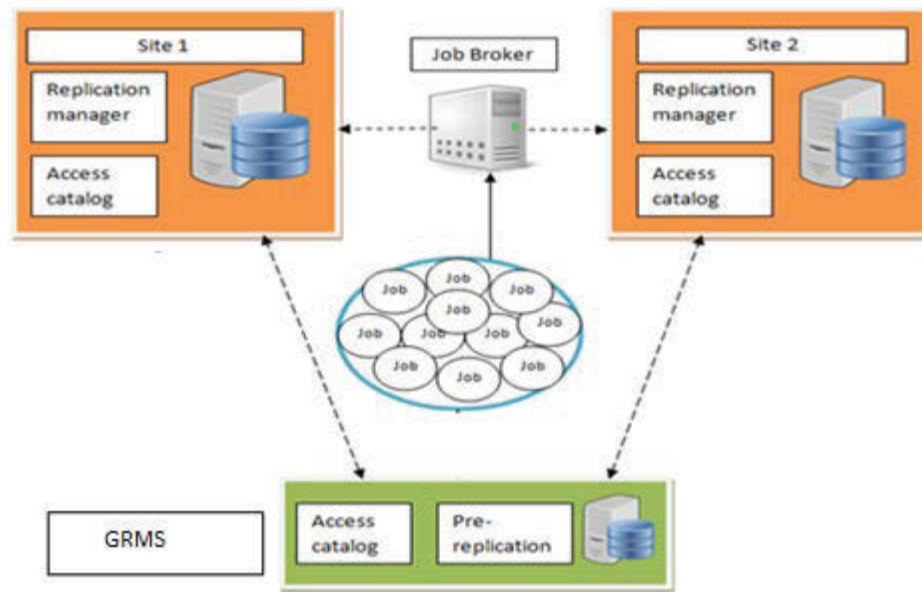 Site 1
Replication
manager
Access
catalog
Job Broker
Site 2
Replication
manager
Access
catalog
Job
Job
Job
Job
Job
Job
Job
Job
Job
Job
Job
GRMS
Access
catalog
Pre-
replication